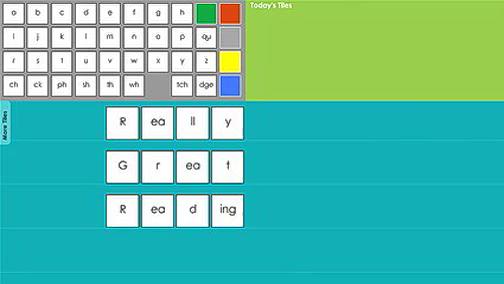 Today's Tiles
a b c d e f g h
i j k l m n o p qu
r s t u v w x y z
ch ck ph sh th wh tch dge
More Tiles
R ea ll y
G r ea t
R ea d ing